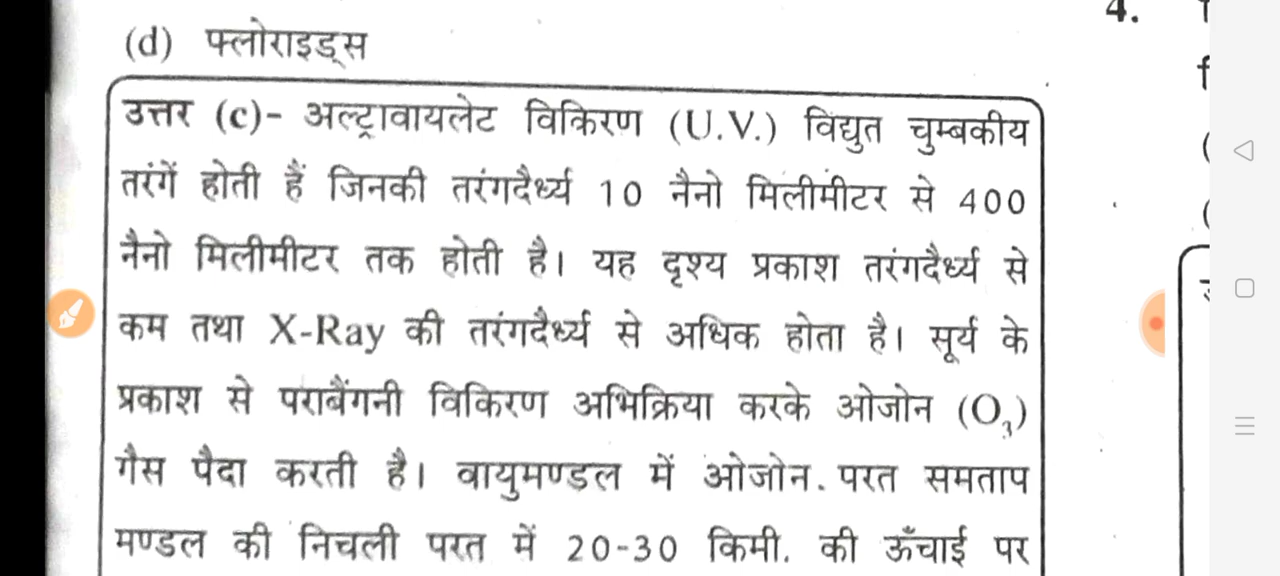 (d) फ्लोराइड्स
4.
उत्तर (c)- अल्ट्रावायलेट विकिरण (U.V.) विद्युत चुम्बकीय
तरंगें होती हैं जिनकी तरंगदैर्ध्य 10 नैनो मिलीमीटर से 400
नैनो मिलीमीटर तक होती है। यह दृश्य प्रकाश तरंगदैर्ध्य से
कम तथा X-Ray की तरंगदैर्ध्य से अधिक होता है। सूर्य के
प्रकाश से पराबैंगनी विकिरण अभिक्रिया करके ओजोन (O₃)
गैस पैदा करती है। वायुमण्डल में ओजोन. परत समताप
मण्डल की निचली परत में 20-30 किमी. की ऊँचाई पर